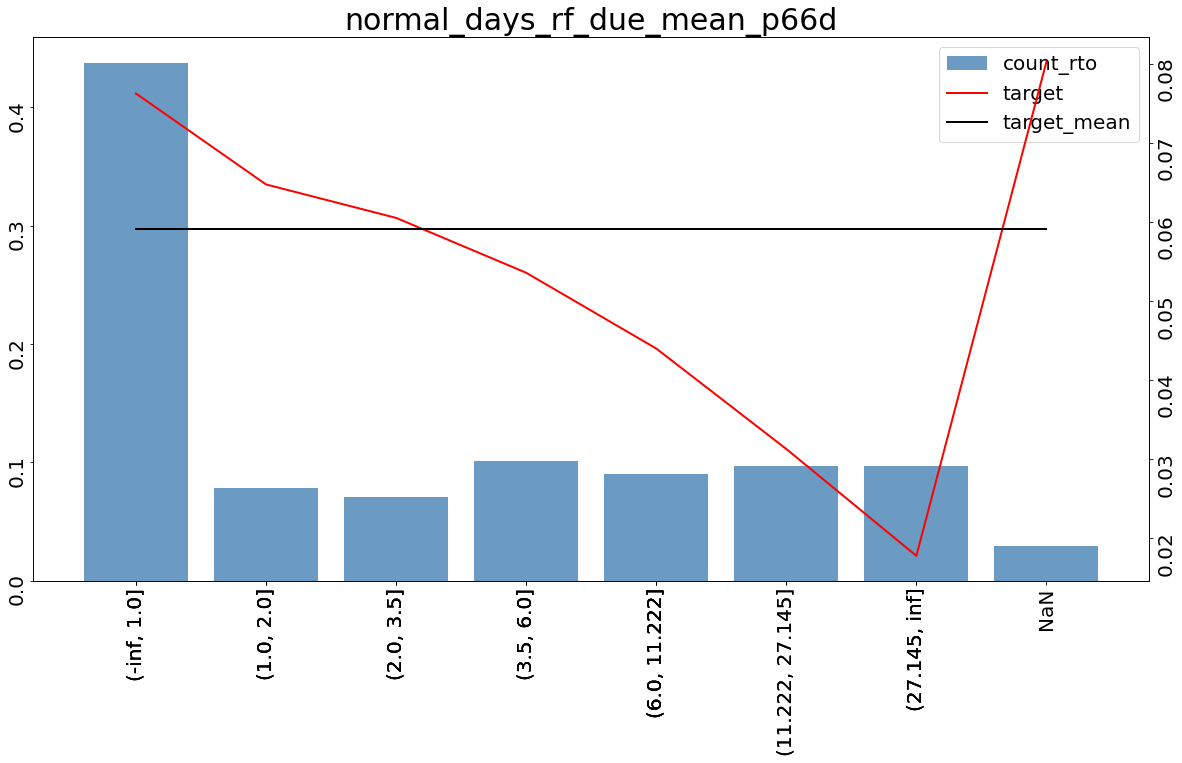 normal_days_rf_due_mean_p66d
count_rto
target
target_mean
0.4
0.3
0.2
0.1
0.0
0.08
0.07
0.06
0.05
0.04
0.03
0.02
(-inf, 1.0]
(1.0, 2.0]
(2.0, 3.5]
(3.5, 6.0]
(6.0, 11.222]
(11.222, 27.145]
(27.145, inf]
NaN